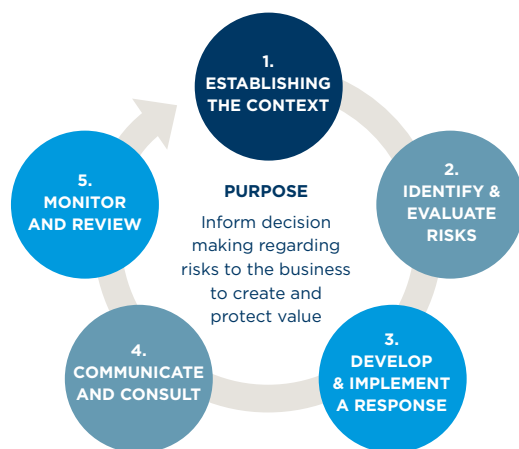 1.
ESTABLISHING
THE CONTEXT
2.
IDENTIFY &
EVALUATE
RISKS
3.
DEVELOP
& IMPLEMENT
A RESPONSE
4.
COMMUNICATE
AND CONSULT
5.
MONITOR
AND REVIEW
PURPOSE
Inform decision
making regarding
risks to the business
to create and
protect value